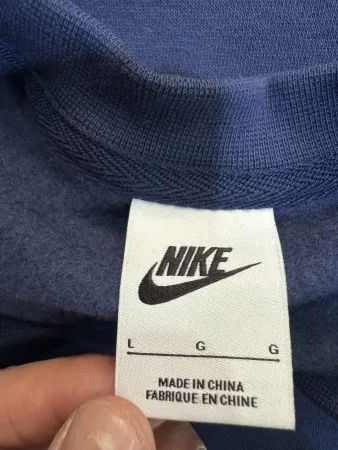 NIKE
L G G
MADE IN CHINA
FABRIQUE EN CHINE